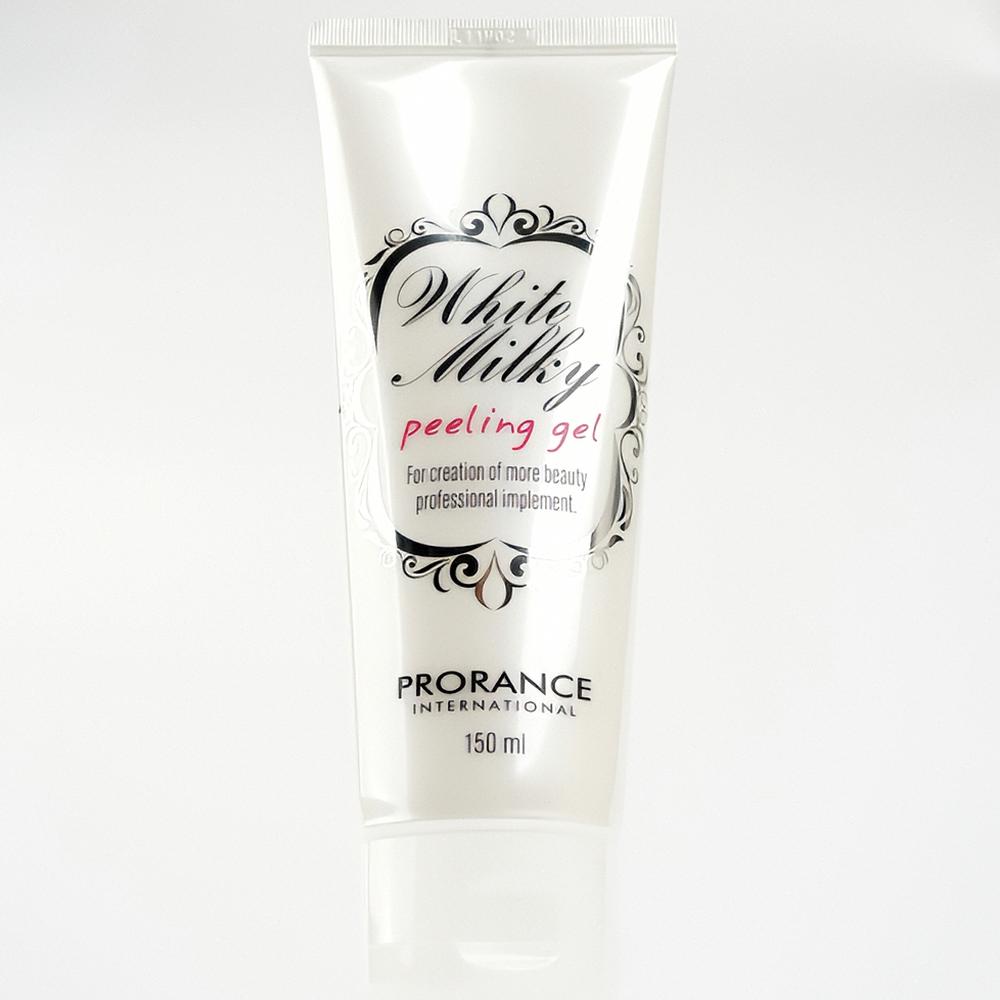 White
Milky
peeling gel
For creation of more beauty
professional implement.
PRORANCE
INTERNATIONAL
150 ml